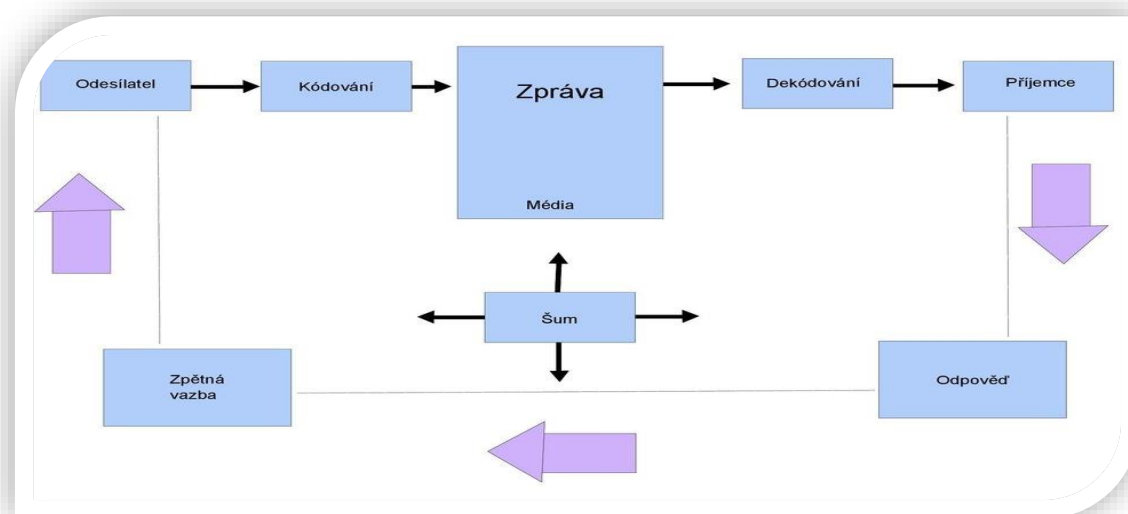 Odesílatel
Kódování
Zpráva
Média
Dekódování
Příjemce
Šum
Zpětná
vazba
Odpověď